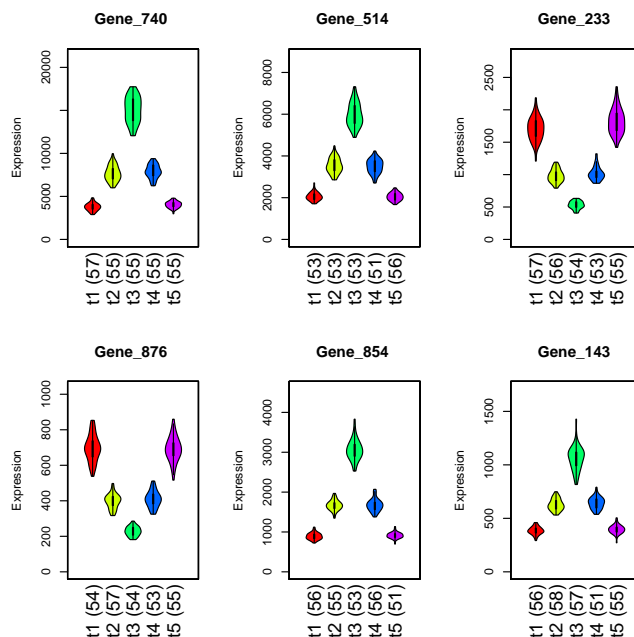 Gene_740
Expression
20000
15000
10000
5000
0
t1 (57)
t2 (55)
t3 (55)
t4 (55)
t5 (55)
Gene_514
Expression
8000
6000
4000
2000
0
t1 (53)
t2 (53)
t3 (53)
t4 (51)
t5 (56)
Gene_233
Expression
2500
1500
500
0
t1 (57)
t2 (56)
t3 (54)
t4 (53)
t5 (55)
Gene_876
Expression
1000
800
600
400
200
0
t1 (54)
t2 (57)
t3 (54)
t4 (53)
t5 (55)
Gene_854
Expression
4000
3000
2000
1000
0
t1 (56)
t2 (55)
t3 (53)
t4 (56)
t5 (51)
Gene_143
Expression
1500
1000
500
0
t1 (56)
t2 (58)
t3 (57)
t4 (51)
t5 (55)